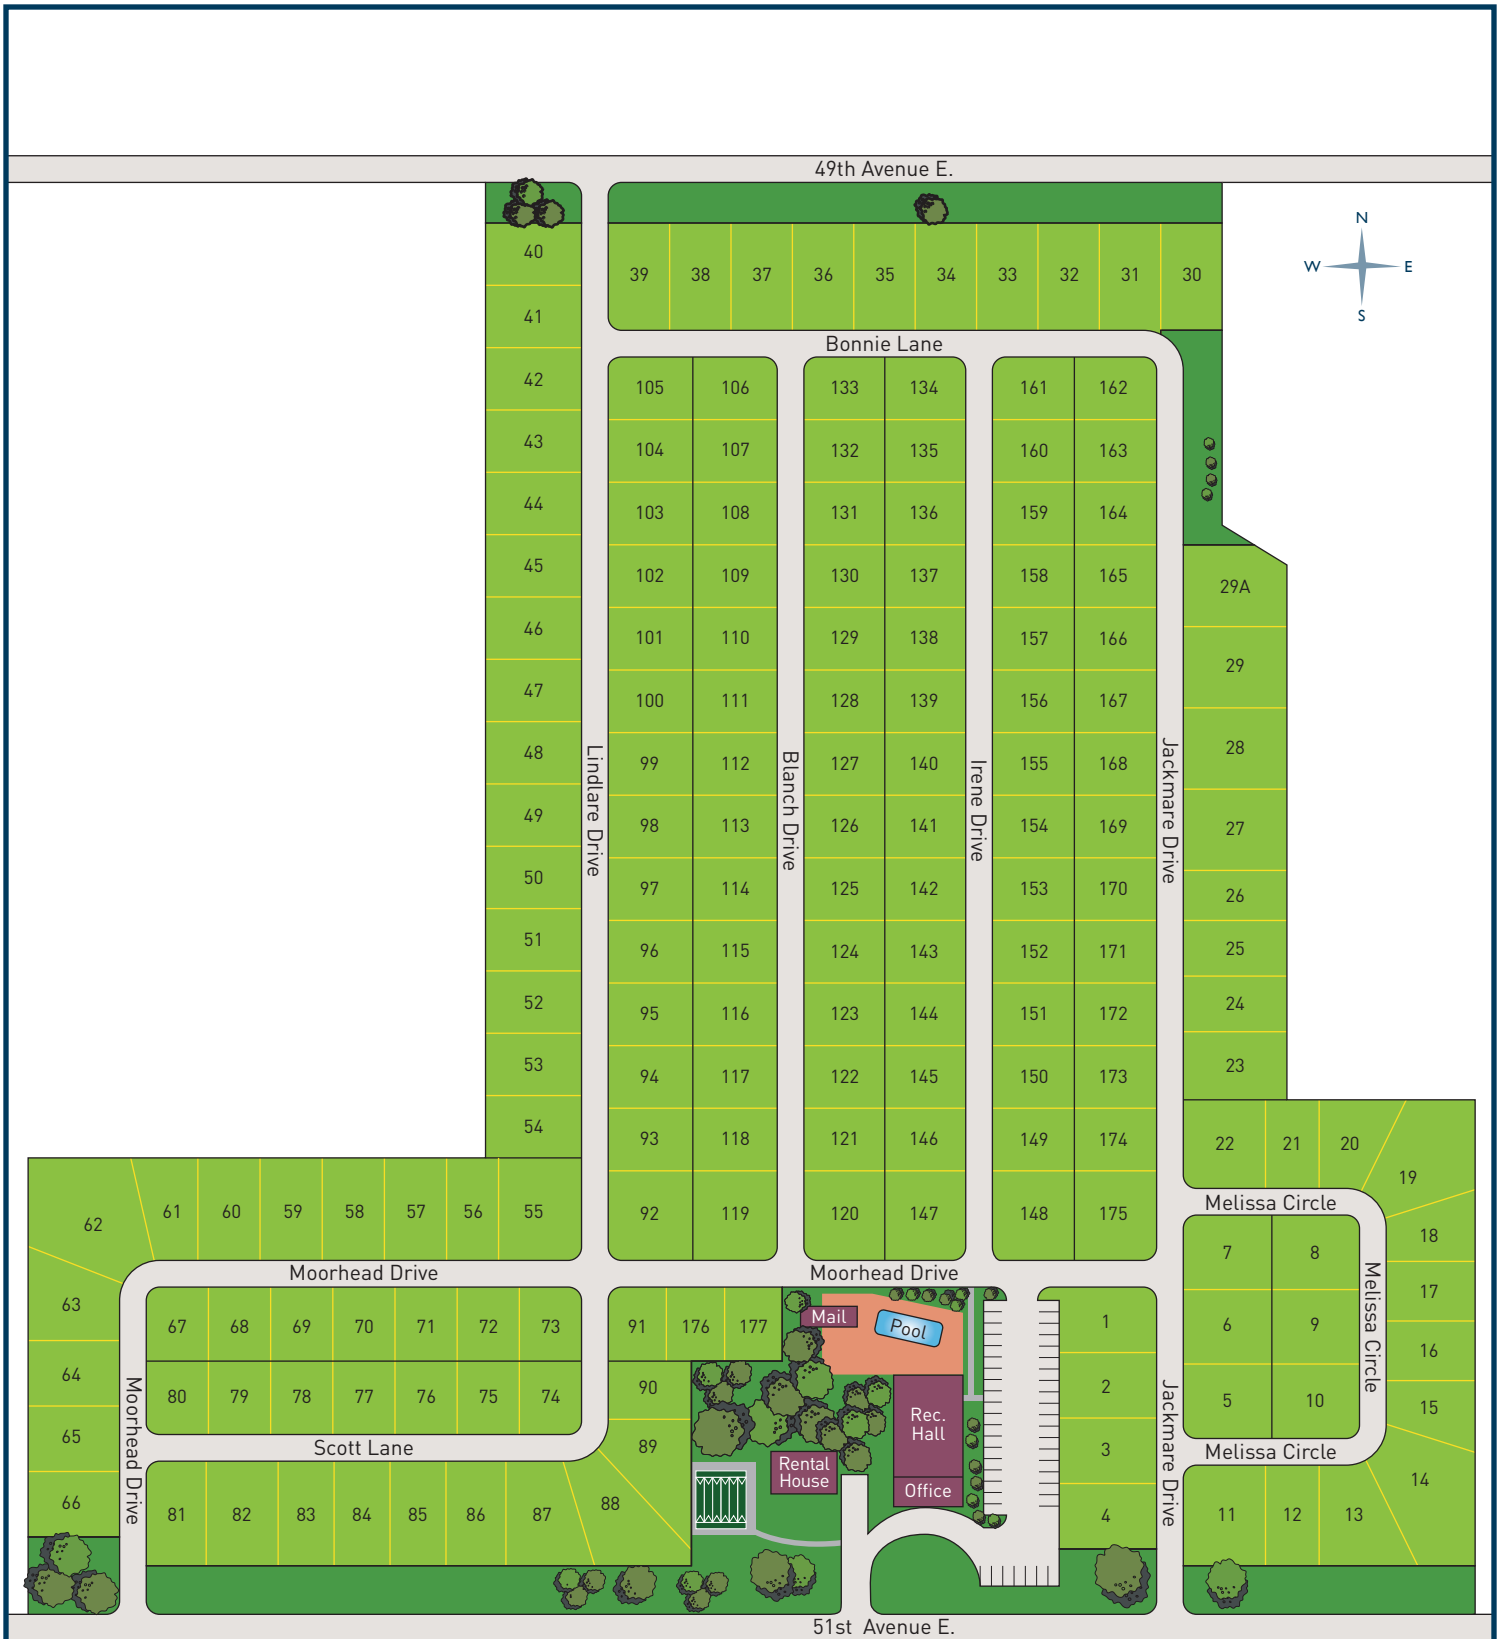 49th Avenue E.
N
W E
S
40
39 38 37 36 35 34 33 32 31 30
41
Bonnie Lane
42
105 106 133 134 161 162
43
104 107 132 135 160 163
44
103 108 131 136 159 164
45
102 109 130 137 158 165
29A
46
101 110 129 138 157 166
29
47
100 111 128 139 156 167
48
99 112 127 140 155 168
28
Lindlare Drive
Blanch Drive
Irene Drive
Jackmare Drive
49
98 113 126 141 154 169
27
50
97 114 125 142 153 170
26
51
96 115 124 143 152 171
25
52
95 116 123 144 151 172
24
53
94 117 122 145 150 173
23
54
93 118 121 146 149 174
22 21 20
19
62
61 60 59 58 57 56 55
92 119 120 147 148 175
Melissa Circle
18
7 8
Moorhead Drive
Moorhead Drive
63
17
67 68 69 70 71 72 73
91 176 177
Mail
Pool
1
6 9
Melissa Circle
16
64
80 79 78 77 76 75 74
90
2
5 10
15
Moorhead Drive
Rec.
Hall
Jackmare Drive
65
Scott Lane
89
3
Melissa Circle
14
Rental
House
Office
66
81 82 83 84 85 86 87
88
4
11 12 13
51st Avenue E.